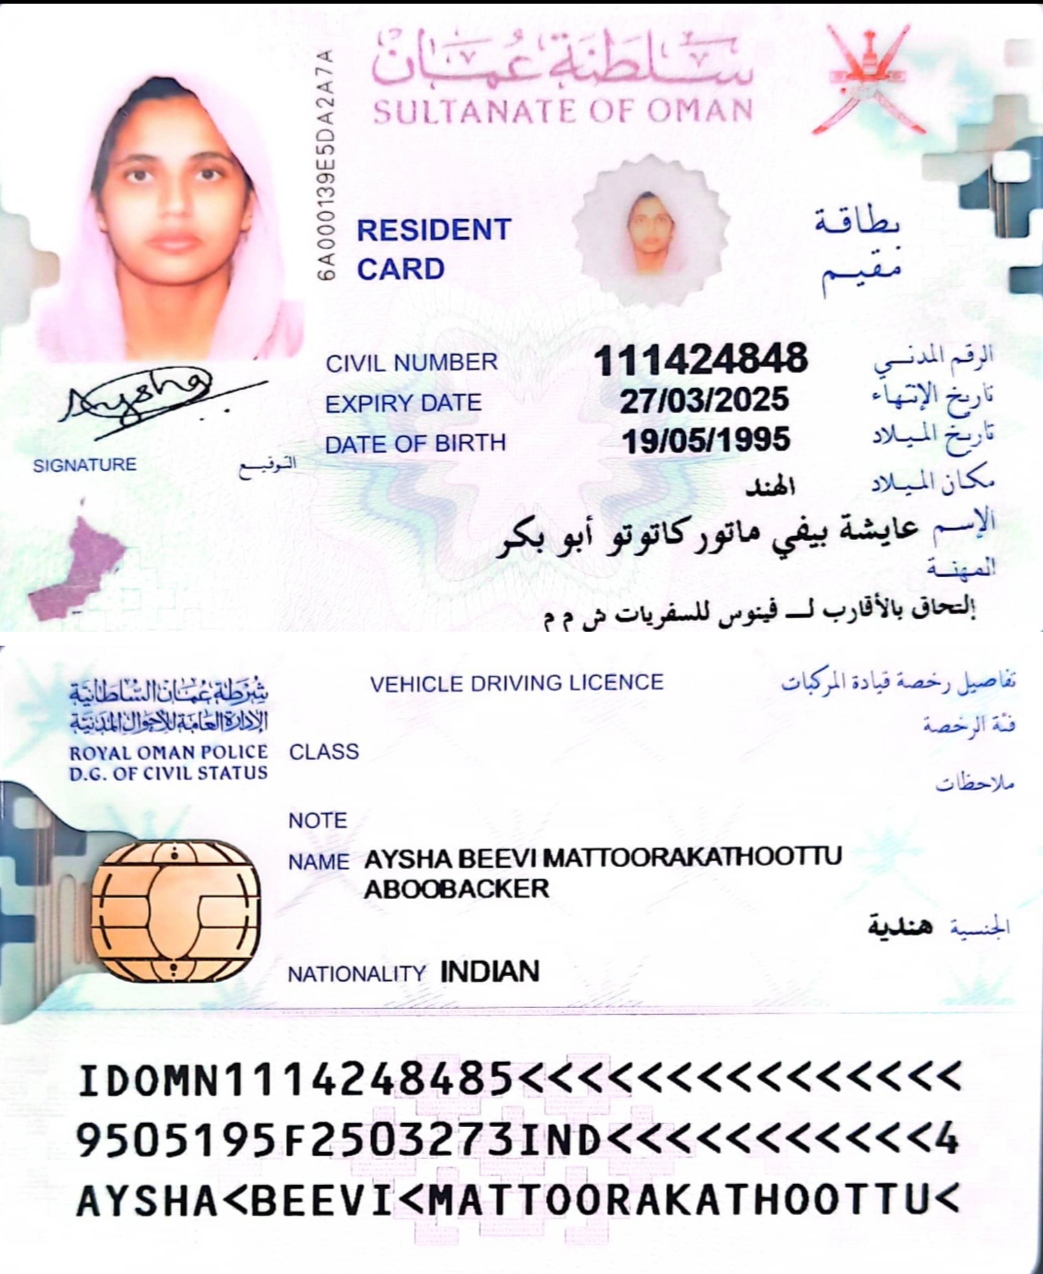 سلطنة عُمان
SULTANATE OF OMAN
6A000139E5DA2A7A
RESIDENT CARD
بطاقة مقيم
CIVIL NUMBER 111424848 الرقم المدني
EXPIRY DATE 27/03/2025 تاريخ الإنتهاء
DATE OF BIRTH 19/05/1995 تاريخ الميلاد
Aysha
SIGNATURE التوقيع
مكان الميلاد الهند
الإسم عايشة بيفي ماتوركاتوتو أبو بكر
المهنة
إلتحاق بالأقارب لـ فينوس للسفريات ش م م
شرطة عُمان السلطانية
الإدارة العامة للأحوال المدنية
ROYAL OMAN POLICE
D.G. OF CIVIL STATUS
VEHICLE DRIVING LICENCE تفاصيل رخصة قيادة المركبات
فئة الرخصة
CLASS
ملاحظات
NOTE
NAME AYSHA BEEVI MATTOORAKATHOOTTU
ABOOBACKER
الجنسية هندية
NATIONALITY INDIAN
IDOMN1114248485<<<<<<<<<<<<<<<
9505195F2503273IND<<<<<<<<<<<4
AYSHA<BEEVI<MATTOORAKATHOOTTU<